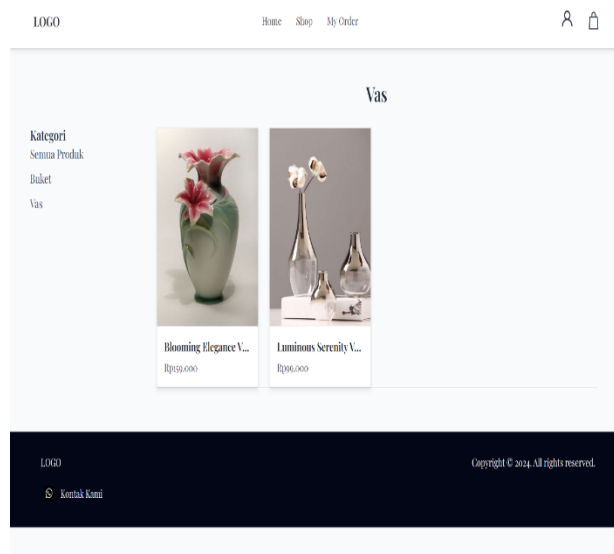 LOGO
Home Shop My Order
Vas
Kategori
Semua Produk
Buket
Vas
Blooming Elegance V...
Rp159.000
Luminous Serenity V...
Rp99.000
LOGO
Copyright © 2024. All rights reserved.
Kontak Kami